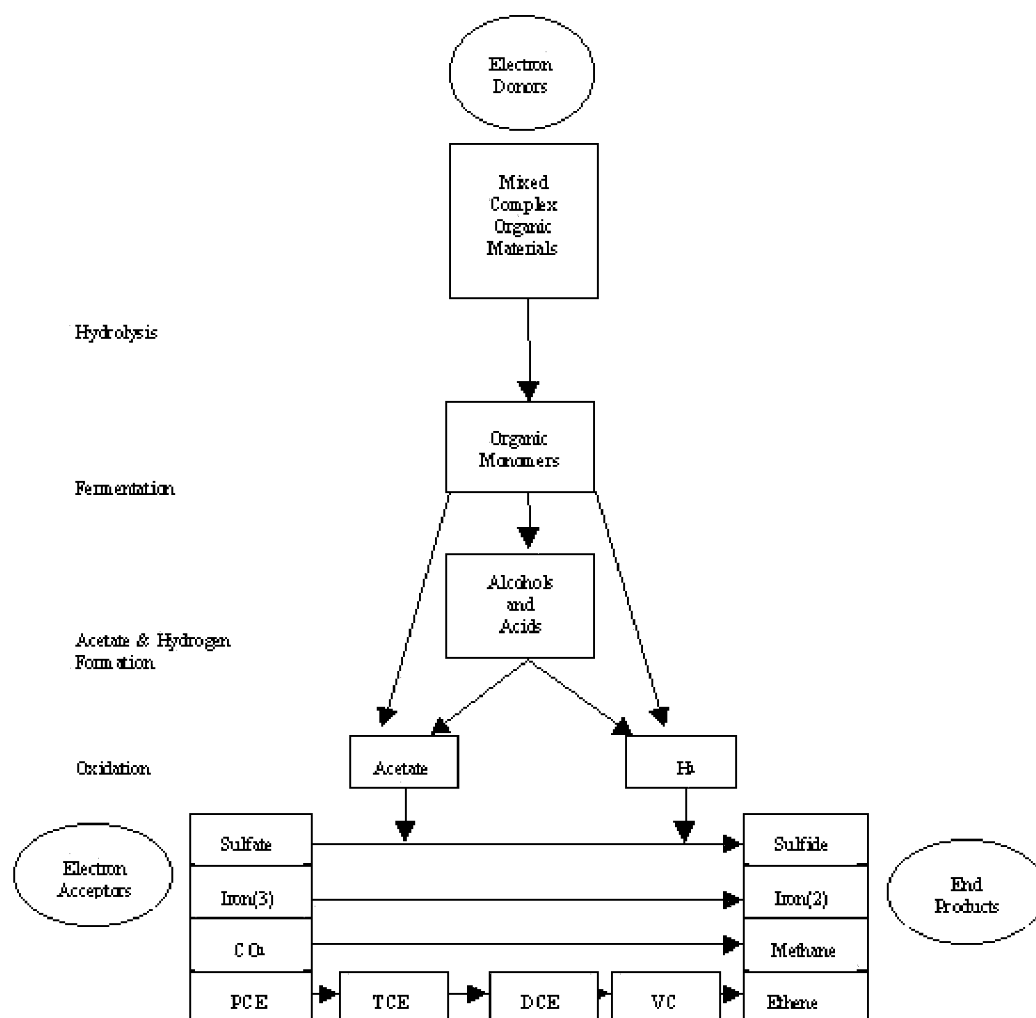 Electron
Donors
Mixed
Complex
Organic
Materials
Hydrolysis
Organic
Monomers
Fermentation
Alcohols
and
Acids
Acetate & Hydrogen
Formation
Oxidation
Acetate
H₂
Electron
Acceptors
Sulfate
Sulfide
Iron(3)
Iron(2)
CO₂
Methane
PCE
TCE
DCE
VC
Ethene
End
Products